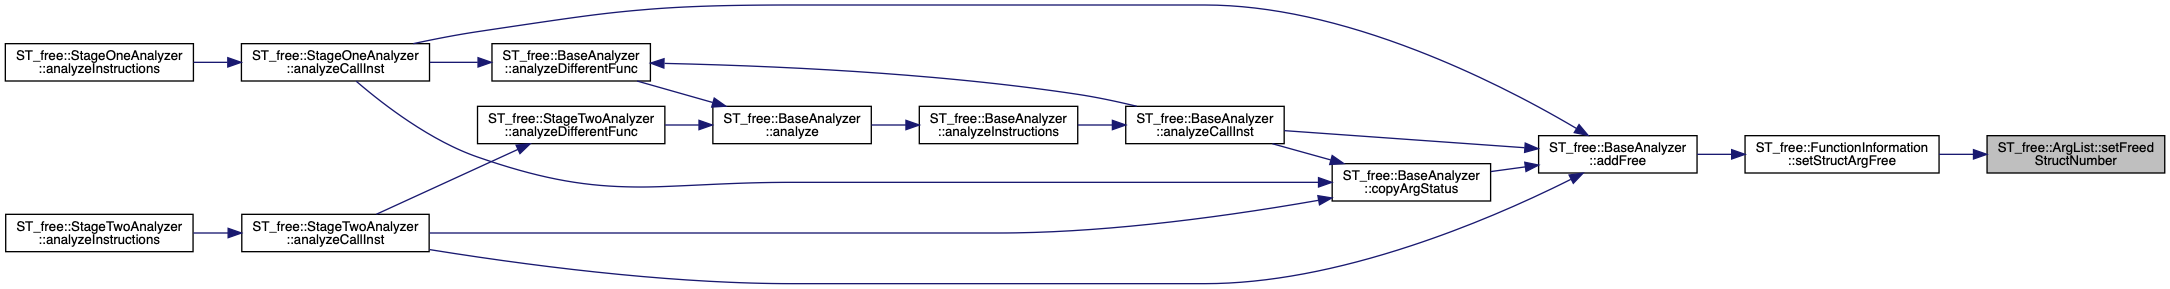 ST_free::StageOneAnalyzer
::analyzeInstructions
ST_free::StageOneAnalyzer
::analyzeCallInst
ST_free::BaseAnalyzer
::analyzeDifferentFunc
ST_free::StageTwoAnalyzer
::analyzeDifferentFunc
ST_free::BaseAnalyzer
::analyze
ST_free::BaseAnalyzer
::analyzeInstructions
ST_free::BaseAnalyzer
::analyzeCallInst
ST_free::BaseAnalyzer
::copyArgStatus
ST_free::BaseAnalyzer
::addFree
ST_free::FunctionInformation
::setStructArgFree
ST_free::ArgList::setFreed
StructNumber
ST_free::StageTwoAnalyzer
::analyzeInstructions
ST_free::StageTwoAnalyzer
::analyzeCallInst